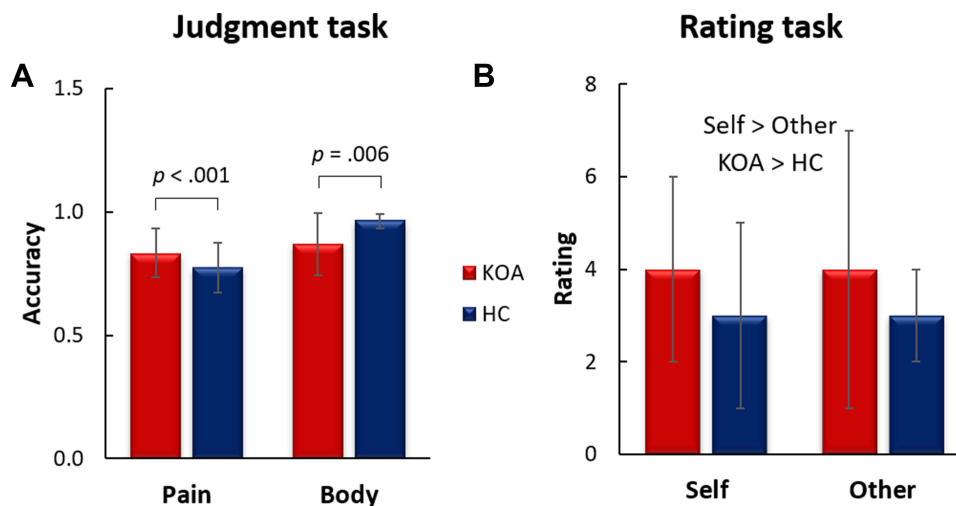 Judgment task
A
1.5
1.0
0.5
0.0
Accuracy
p < .001
p = .006
Pain
Body
KOA
HC
Rating task
B
8
6
4
2
0
Rating
Self > Other
KOA > HC
Self
Other